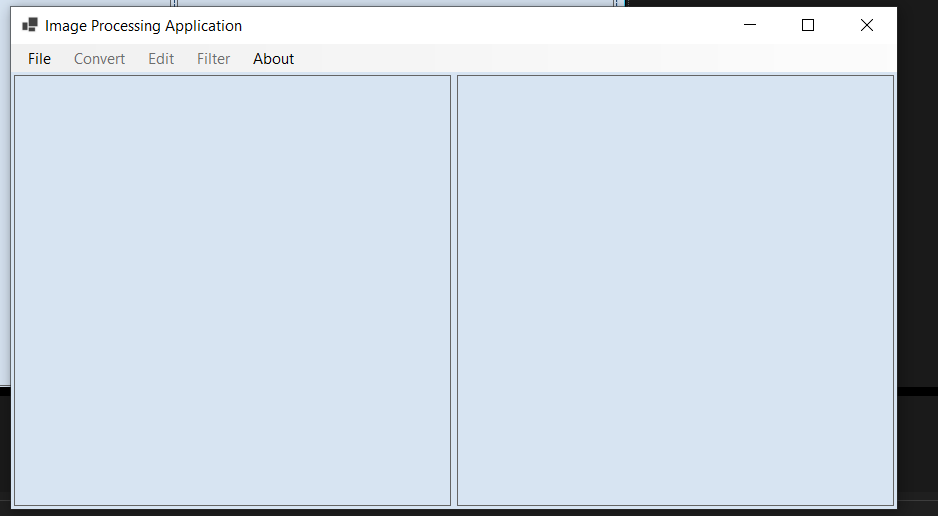 Image Processing Application
File Convert Edit Filter About